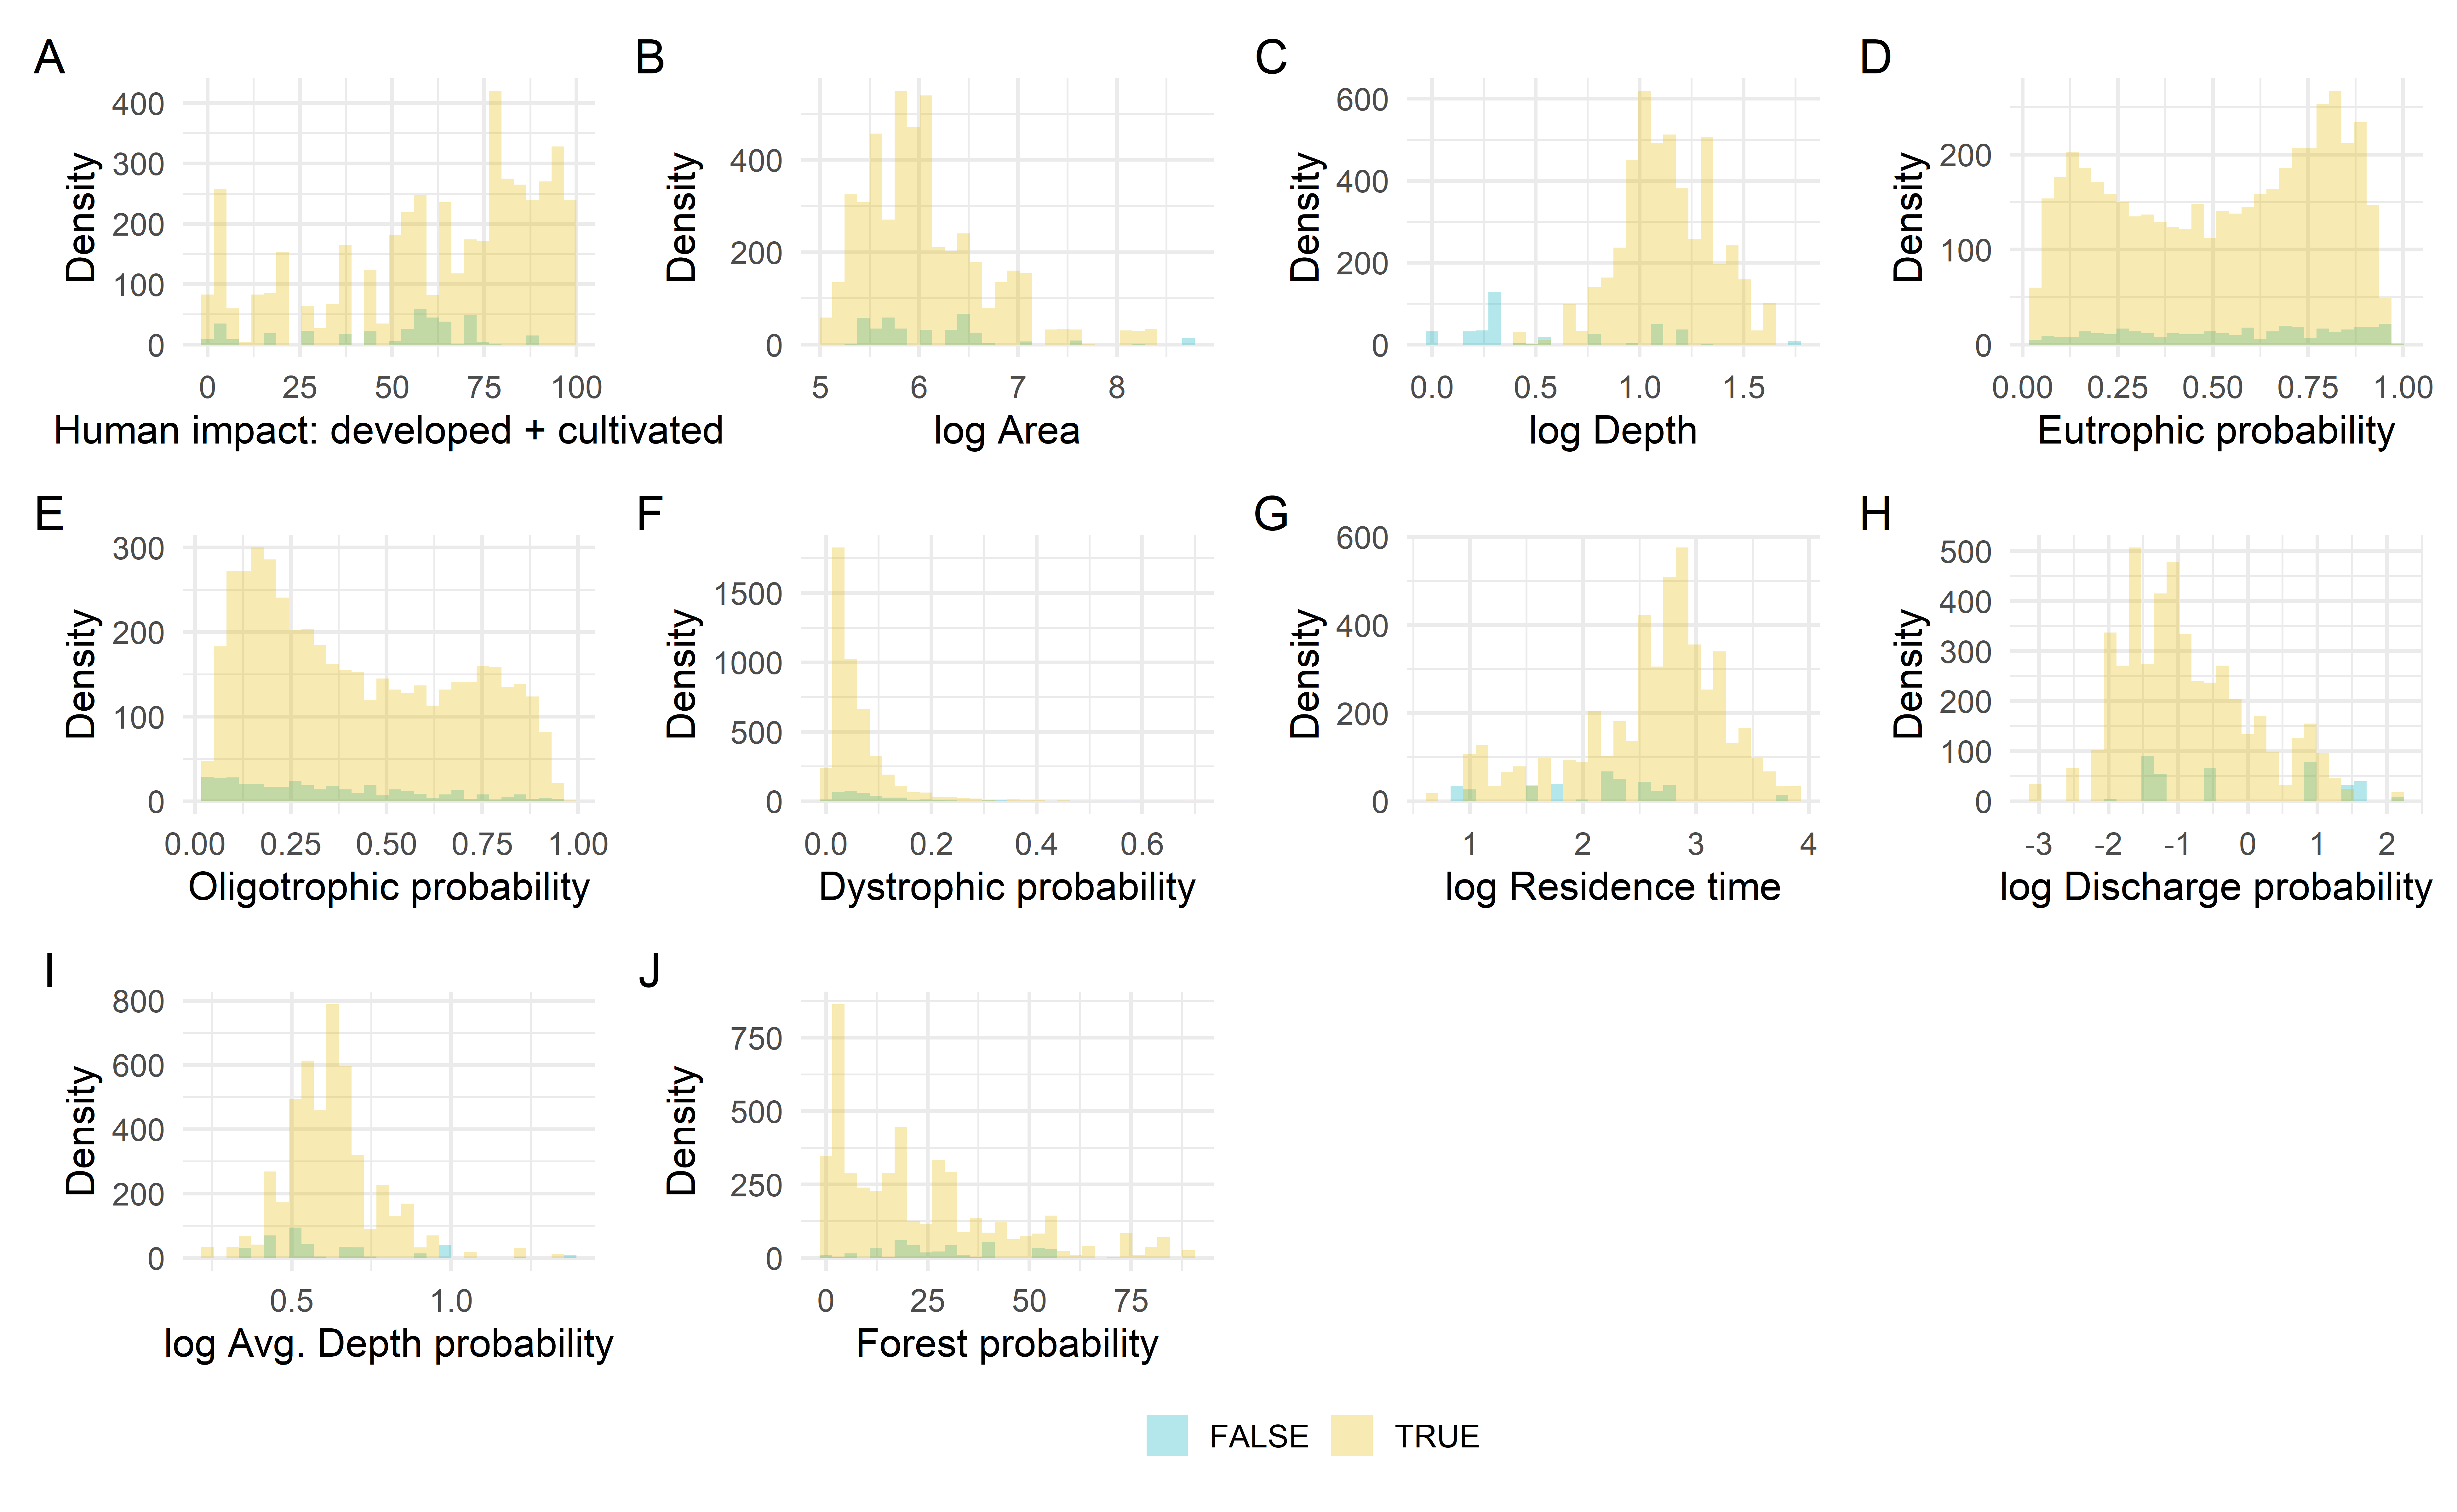 A
B
C
D
Density
400
300
200
100
0
0 25 50 75 100
Human impact: developed + cultivated
Density
400
200
0
5 6 7 8
log Area
Density
600
400
200
0
0.0 0.5 1.0 1.5
log Depth
Density
200
100
0
0.00 0.25 0.50 0.75 1.00
Eutrophic probability
E
F
G
H
Density
300
200
100
0
0.00 0.25 0.50 0.75 1.00
Oligotrophic probability
Density
1500
1000
500
0
0.0 0.2 0.4 0.6
Dystrophic probability
Density
600
400
200
0
1 2 3 4
log Residence time
Density
500
400
300
200
100
0
-3 -2 -1 0 1 2
log Discharge probability
I
J
Density
800
600
400
200
0
0.5 1.0
log Avg. Depth probability
Density
750
500
250
0
0 25 50 75
Forest probability
FALSE TRUE